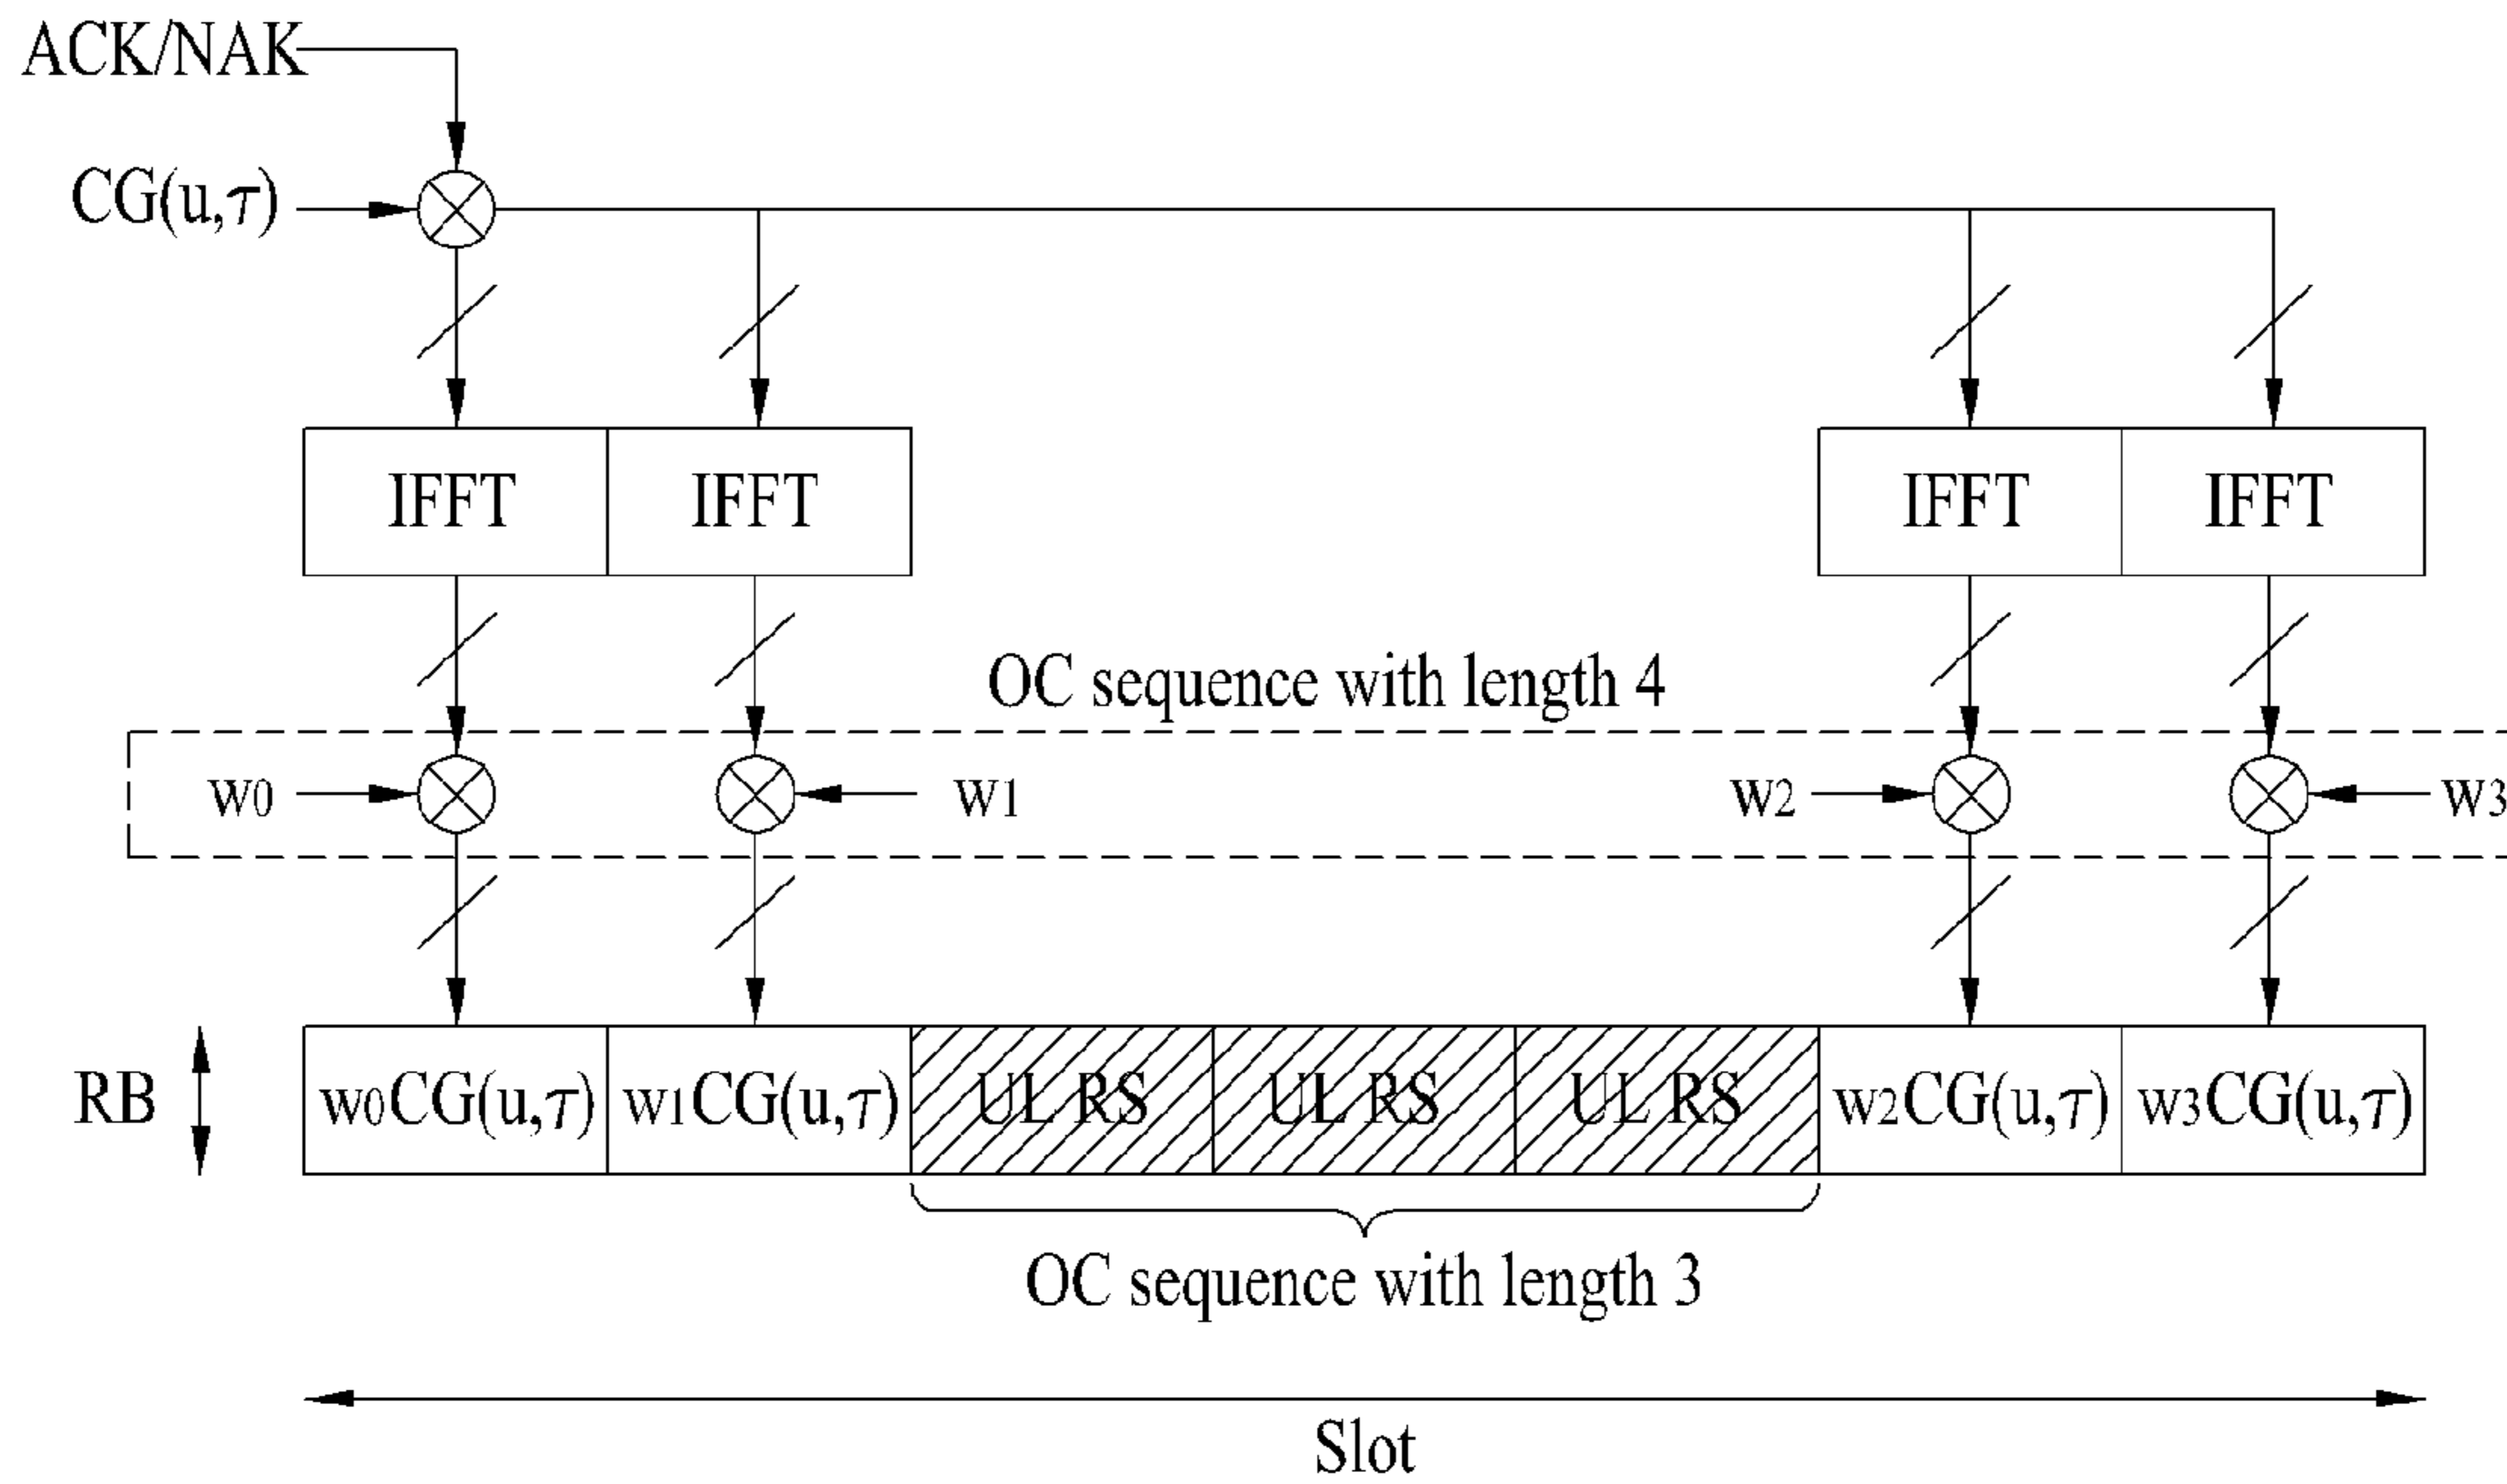 ACK/NAK
CG(u,τ)
IFFT IFFT IFFT IFFT
OC sequence with length 4
w0 w1 w2 w3
RB w0CG(u,τ) w1CG(u,τ) UL RS UL RS UL RS w2CG(u,τ) w3CG(u,τ)
OC sequence with length 3
Slot